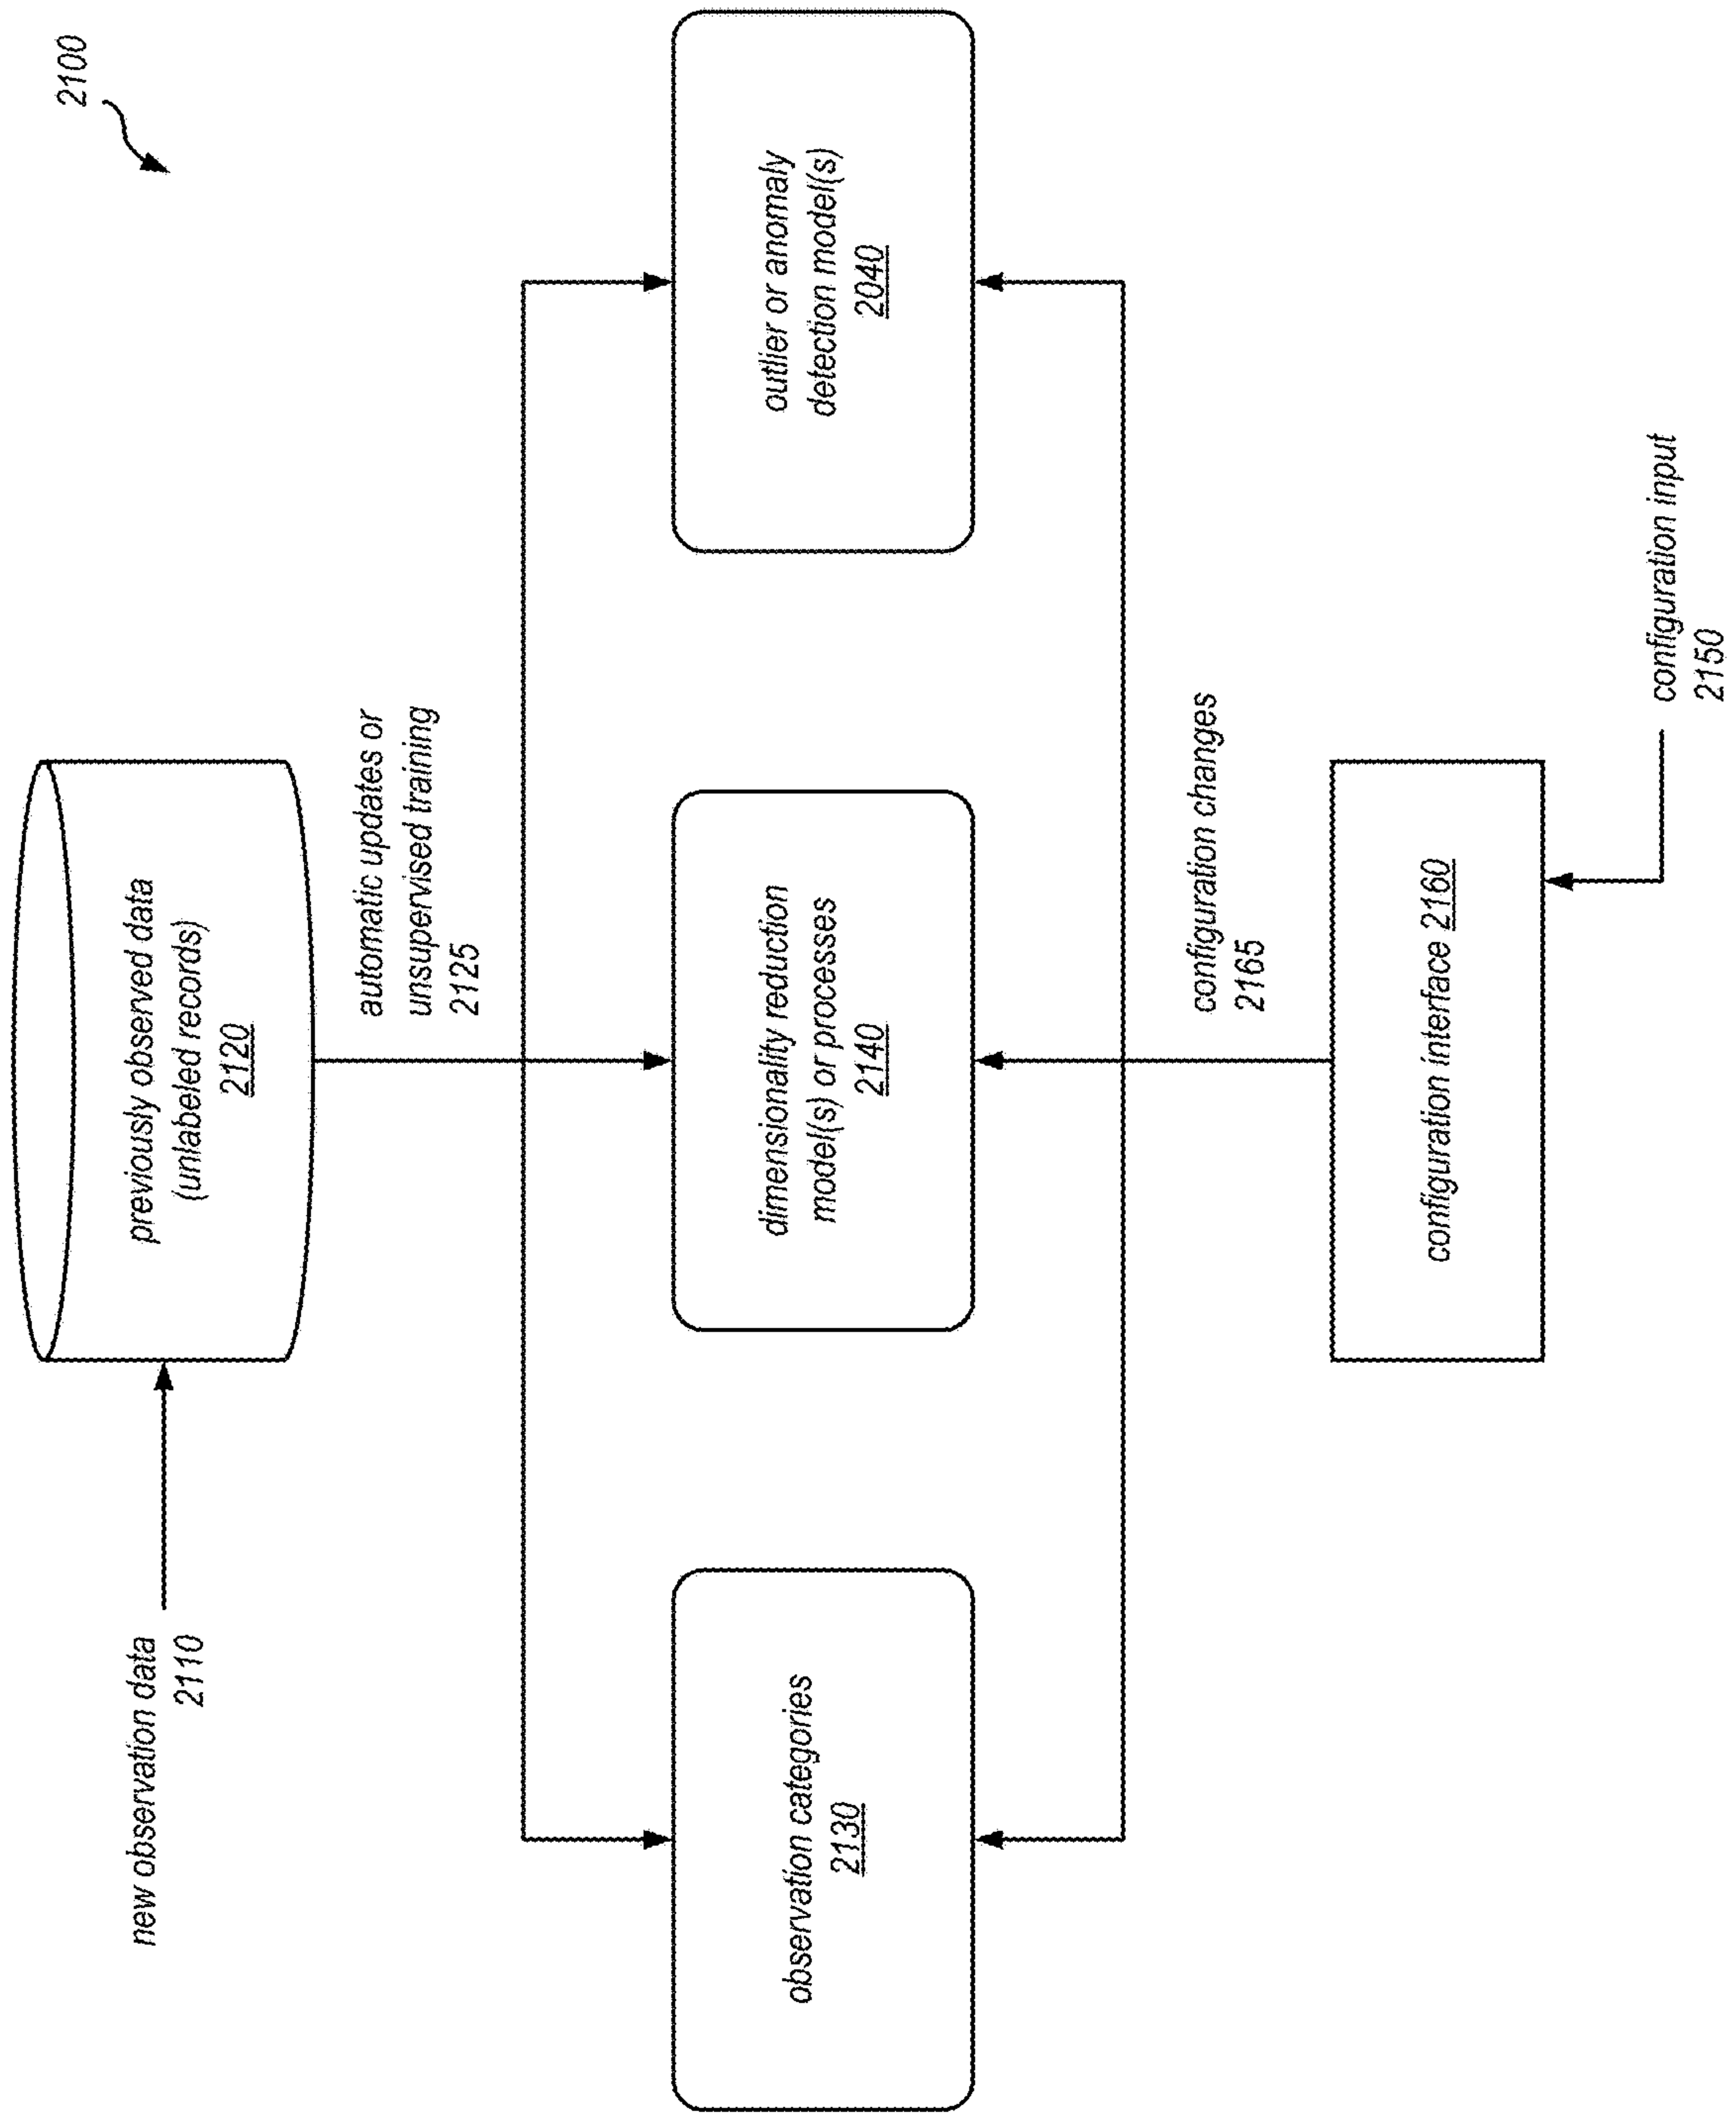 2100
new observation data
2110
previously observed data
(unlabeled records)
2120
automatic updates or
unsupervised training
2125
observation categories
2130
dimensionality reduction
model(s) or processes
2140
outlier or anomaly
detection model(s)
2040
configuration changes
2165
configuration interface 2160
configuration input
2150